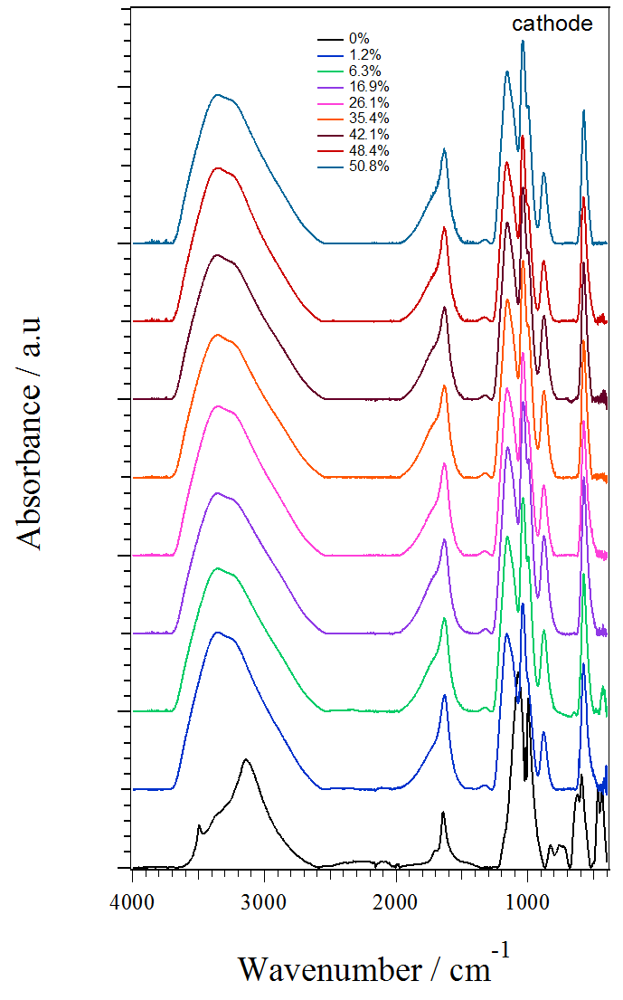 cathode
0%
1.2%
6.3%
16.9%
26.1%
35.4%
42.1%
48.4%
50.8%
Absorbance / a.u
4000 3000 2000 1000
Wavenumber / cm-1